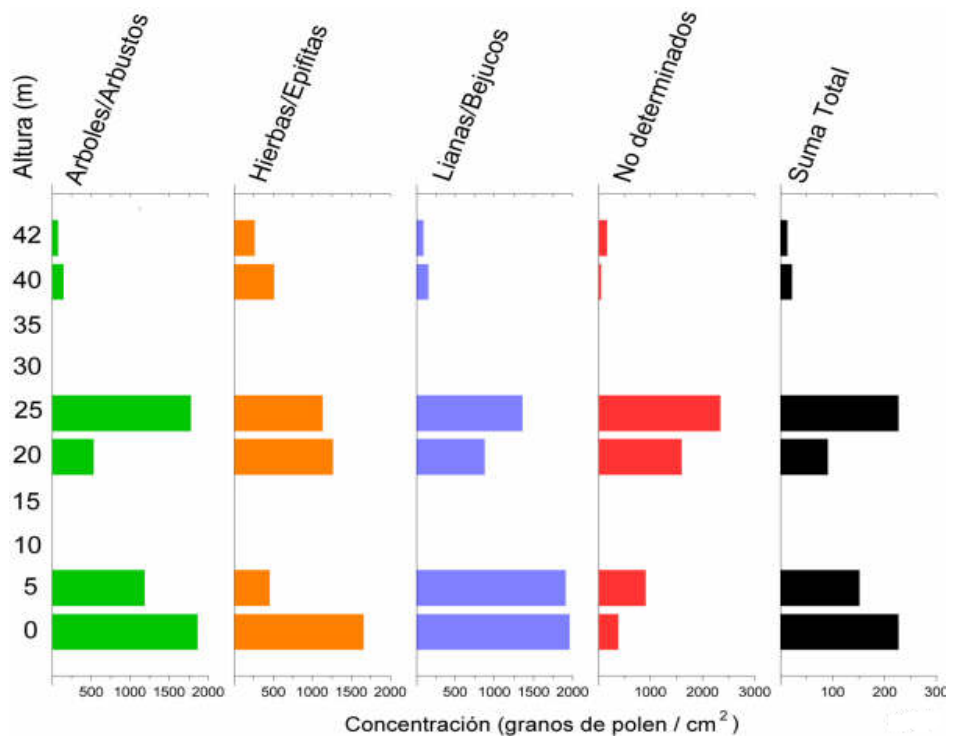 Altura (m)
Arboles/Arbustos
Hierbas/Epifitas
Lianas/Bejucos
No determinados
Suma Total
42
40
35
30
25
20
15
10
5
0
500 1000 1500 2000
500 1000 1500 2000
500 1000 1500 2000
1000 2000 3000
100 200 300
Concentración (granos de polen / cm²)